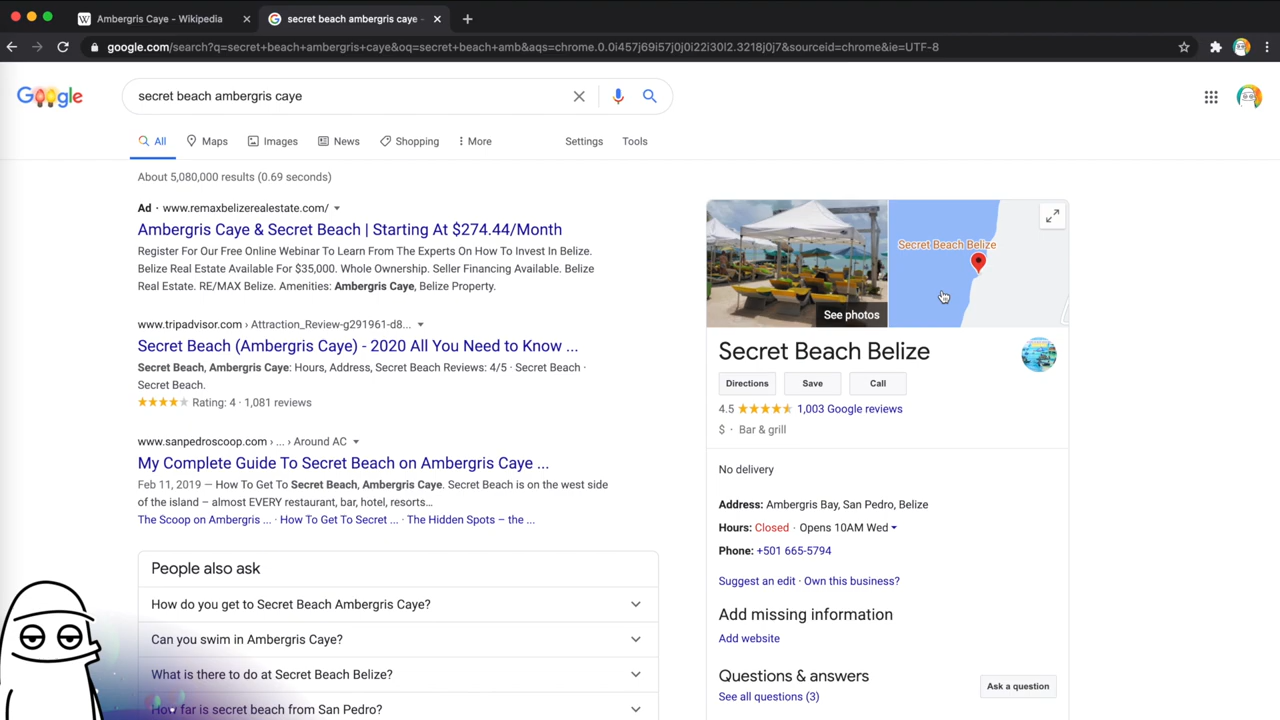 Ambergris Caye - Wikipedia
secret beach ambergris caye -
google.com/search?q=secret+beach+ambergris+caye&oq=secret+beach+amb&aqs=chrome.0.0i457j69i57j0j0i22i30l2.3218j0j7&sourceid=chrome&ie=UTF-8
Google
secret beach ambergris caye
All Maps Images News Shopping More Settings Tools
About 5,080,000 results (0.69 seconds)
Ad · www.remaxbelizerealestate.com/
Ambergris Caye & Secret Beach | Starting At $274.44/Month
Register For Our Free Online Webinar To Learn From The Experts On How To Invest In Belize.
Belize Real Estate Available For $35,000. Whole Ownership. Seller Financing Available. Belize
Real Estate. RE/MAX Belize. Amenities: Ambergris Caye, Belize Property.
www.tripadvisor.com › Attraction_Review-g291961-d8...
Secret Beach (Ambergris Caye) - 2020 All You Need to Know ...
Secret Beach, Ambergris Caye: Hours, Address, Secret Beach Reviews: 4/5 · Secret Beach ·
Secret Beach.
Rating: 4 · 1,081 reviews
www.sanpedroscoop.com › ... › Around AC
My Complete Guide To Secret Beach on Ambergris Caye ...
Feb 11, 2019 — How To Get To Secret Beach, Ambergris Caye. Secret Beach is on the west side
of the island – almost EVERY restaurant, bar, hotel, resorts...
The Scoop on Ambergris ... · How To Get To Secret ... · The Hidden Spots – the ...
People also ask
How do you get to Secret Beach Ambergris Caye?
Can you swim in Ambergris Caye?
What is there to do at Secret Beach Belize?
How far is secret beach from San Pedro?
Secret Beach Belize
See photos
Secret Beach Belize
Directions Save Call
4.5 1,003 Google reviews
$ · Bar & grill
No delivery
Address: Ambergris Bay, San Pedro, Belize
Hours: Closed · Opens 10AM Wed
Phone: +501 665-5794
Suggest an edit · Own this business?
Add missing information
Add website
Questions & answers
See all questions (3)
Ask a question